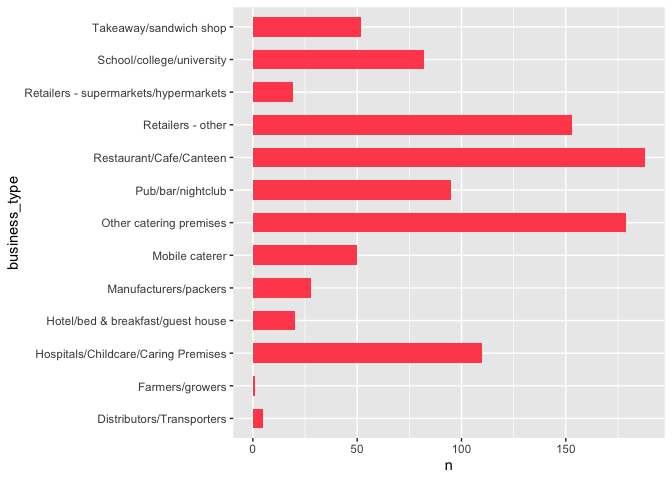 Takeaway/sandwich shop
School/college/university
Retailers - supermarkets/hypermarkets
Retailers - other
Restaurant/Cafe/Canteen
Pub/bar/nightclub
Other catering premises
Mobile caterer
Manufacturers/packers
Hotel/bed & breakfast/guest house
Hospitals/Childcare/Caring Premises
Farmers/growers
Distributors/Transporters
business_type
0 50 100 150
n